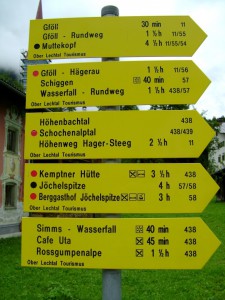 Gföll 30 min 11
Gföll - Rundweg 1 ½ h 11/55
Muttekopf 4 ½ h 11/55/54
Ober Lechtal Tourismus
Gföll - Hägerau 1 ½ h 11/56
Schiggen 40 min 57
Wasserfall - Rundweg 1 ½ h 438/57
Ober Lechtal Tourismus
Höhenbachtal 438
Schochenalptal 438/439
Höhenweg Hager-Steeg 2 ½ h 11
Kemptner Hütte 3 ½ h 438
Jöchelspitze 4 h 57/58
Berggasthof Jöchelspitze 3 h 58
Ober Lechtal Tourismus
Simms - Wasserfall 40 min 438
Cafe Uta 45 min 438
Rossgumpenalpe 1 ½ h 438
Ober Lechtal Tourismus